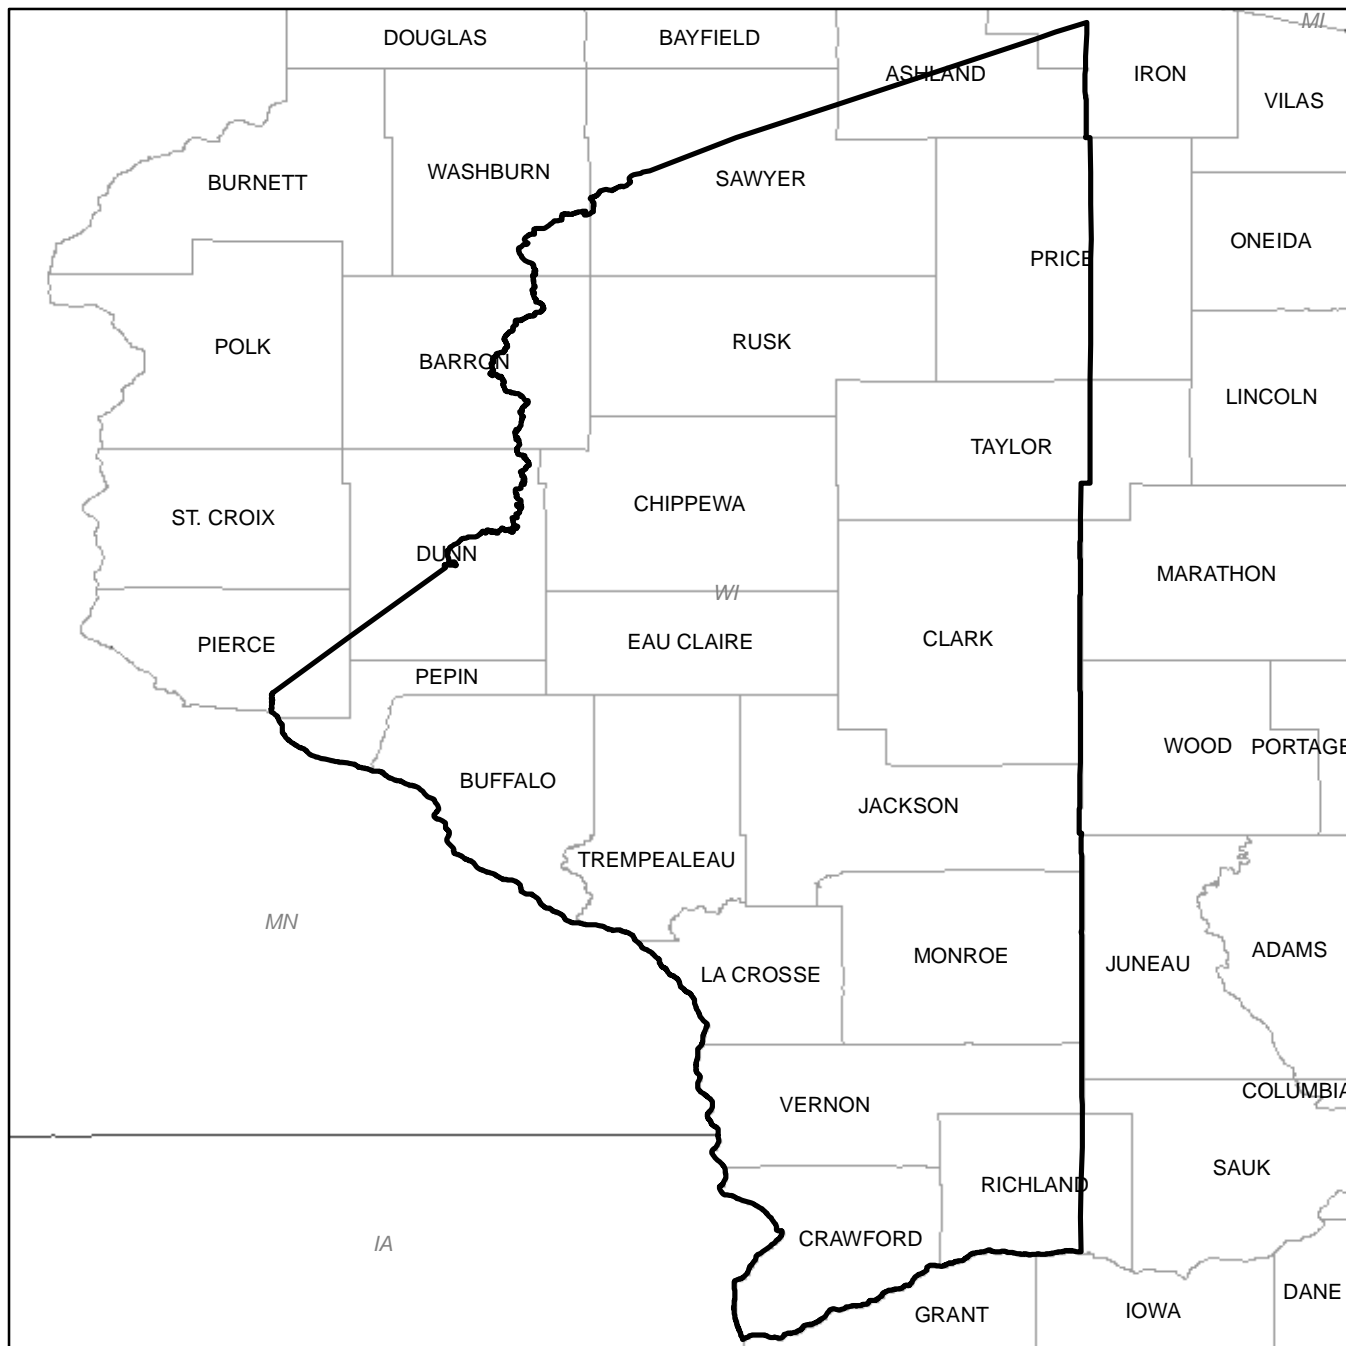 MI
DOUGLAS
BAYFIELD
ASHLAND
IRON
VILAS
BURNETT
WASHBURN
SAWYER
ONEIDA
PRICE
POLK
BARRON
RUSK
LINCOLN
TAYLOR
ST. CROIX
CHIPPEWA
DUNN
MARATHON
WI
PIERCE
EAU CLAIRE
CLARK
PEPIN
WOOD
PORTAGE
BUFFALO
JACKSON
TREMPEALEAU
MN
LA CROSSE
MONROE
JUNEAU
ADAMS
VERNON
COLUMBIA
SAUK
RICHLAND
IA
CRAWFORD
GRANT
IOWA
DANE